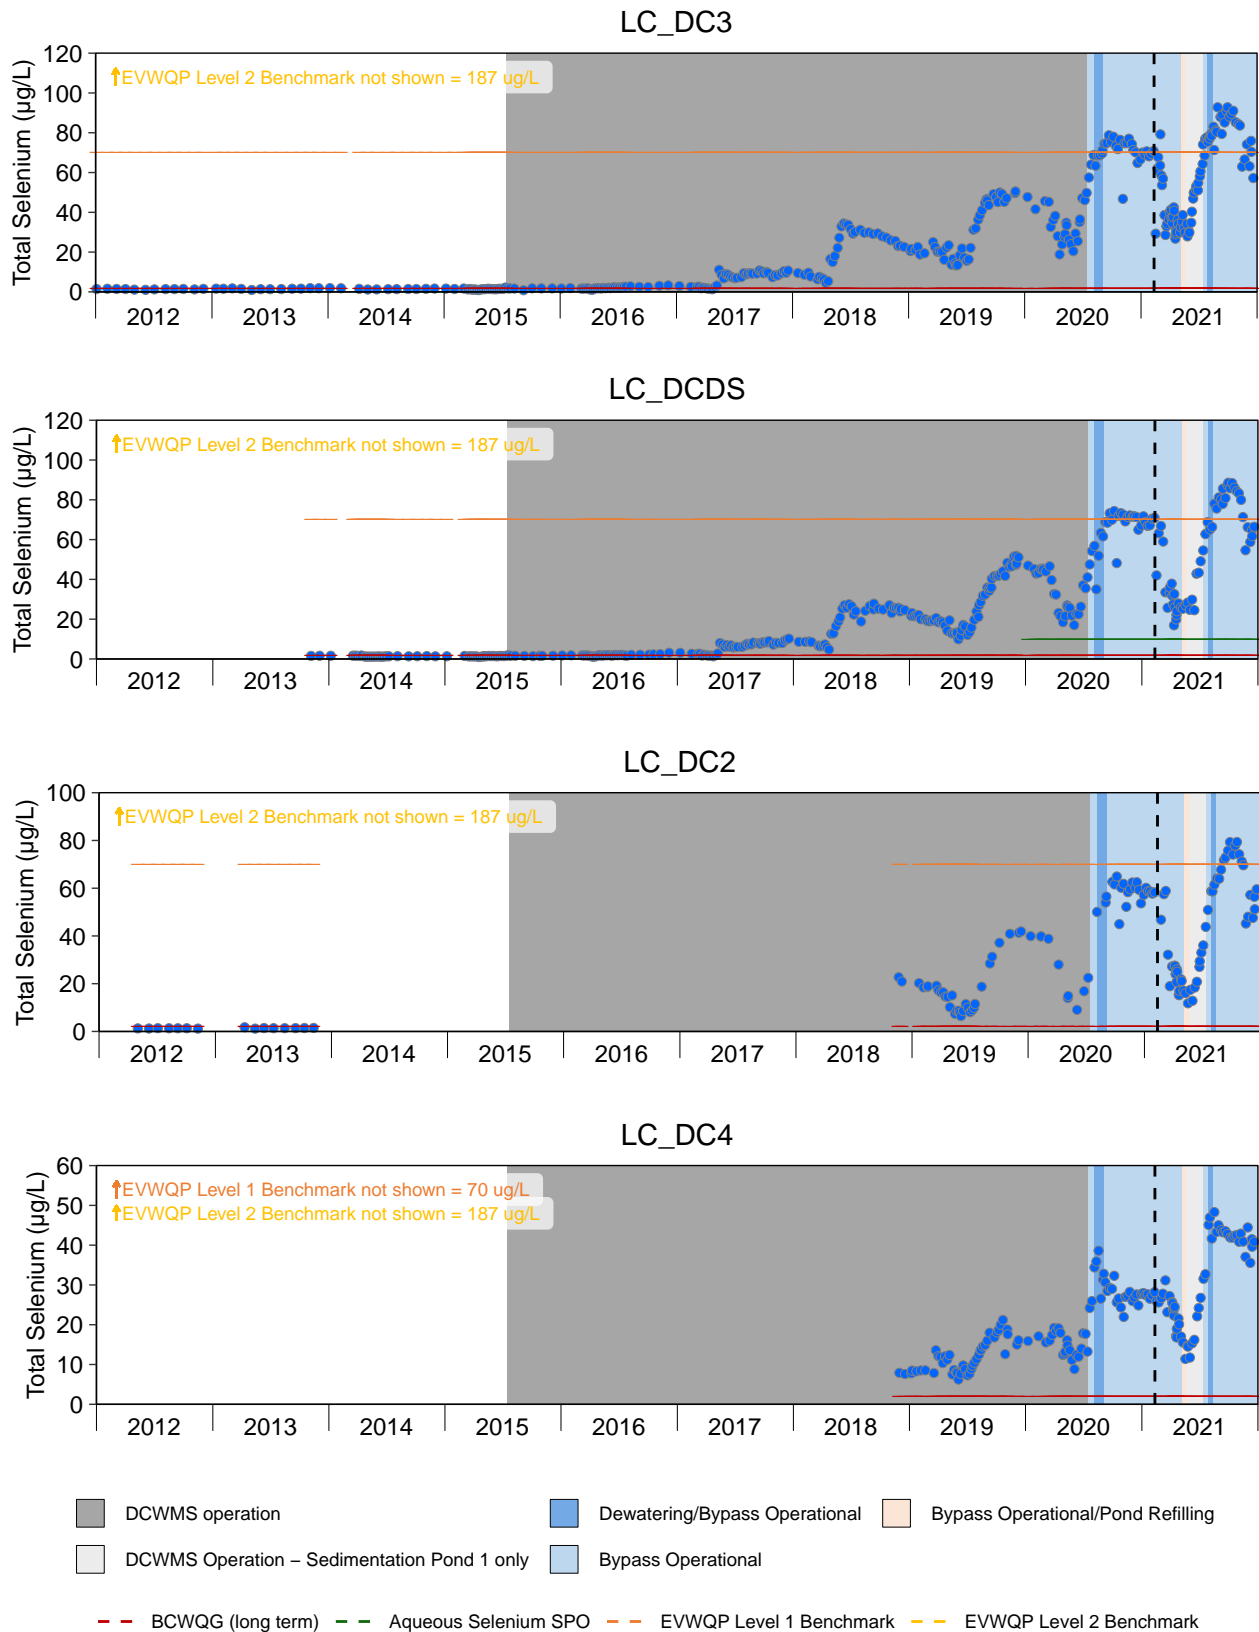 LC_DC3
Total Selenium (µg/L)
120
100
80
60
40
20
0
↑EVWQP Level 2 Benchmark not shown = 187 ug/L
2012 2013 2014 2015 2016 2017 2018 2019 2020 2021
LC_DCDS
Total Selenium (µg/L)
120
100
80
60
40
20
0
↑EVWQP Level 2 Benchmark not shown = 187 ug/L
2012 2013 2014 2015 2016 2017 2018 2019 2020 2021
LC_DC2
Total Selenium (µg/L)
100
80
60
40
20
0
↑EVWQP Level 2 Benchmark not shown = 187 ug/L
2012 2013 2014 2015 2016 2017 2018 2019 2020 2021
LC_DC4
Total Selenium (µg/L)
60
50
40
30
20
10
0
↑EVWQP Level 1 Benchmark not shown = 70 ug/L
↑EVWQP Level 2 Benchmark not shown = 187 ug/L
2012 2013 2014 2015 2016 2017 2018 2019 2020 2021
DCWMS operation Dewatering/Bypass Operational Bypass Operational/Pond Refilling
DCWMS Operation − Sedimentation Pond 1 only Bypass Operational
BCWQG (long term) Aqueous Selenium SPO EVWQP Level 1 Benchmark EVWQP Level 2 Benchmark